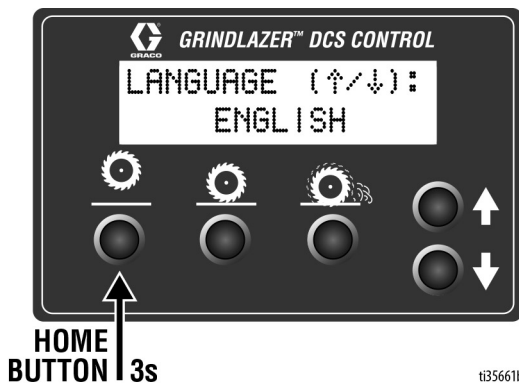 GRACO
GRINDLAZER™ DCS CONTROL
LANGUAGE (↑/↓):
ENGLISH
HOME
BUTTON 3s
ti35661